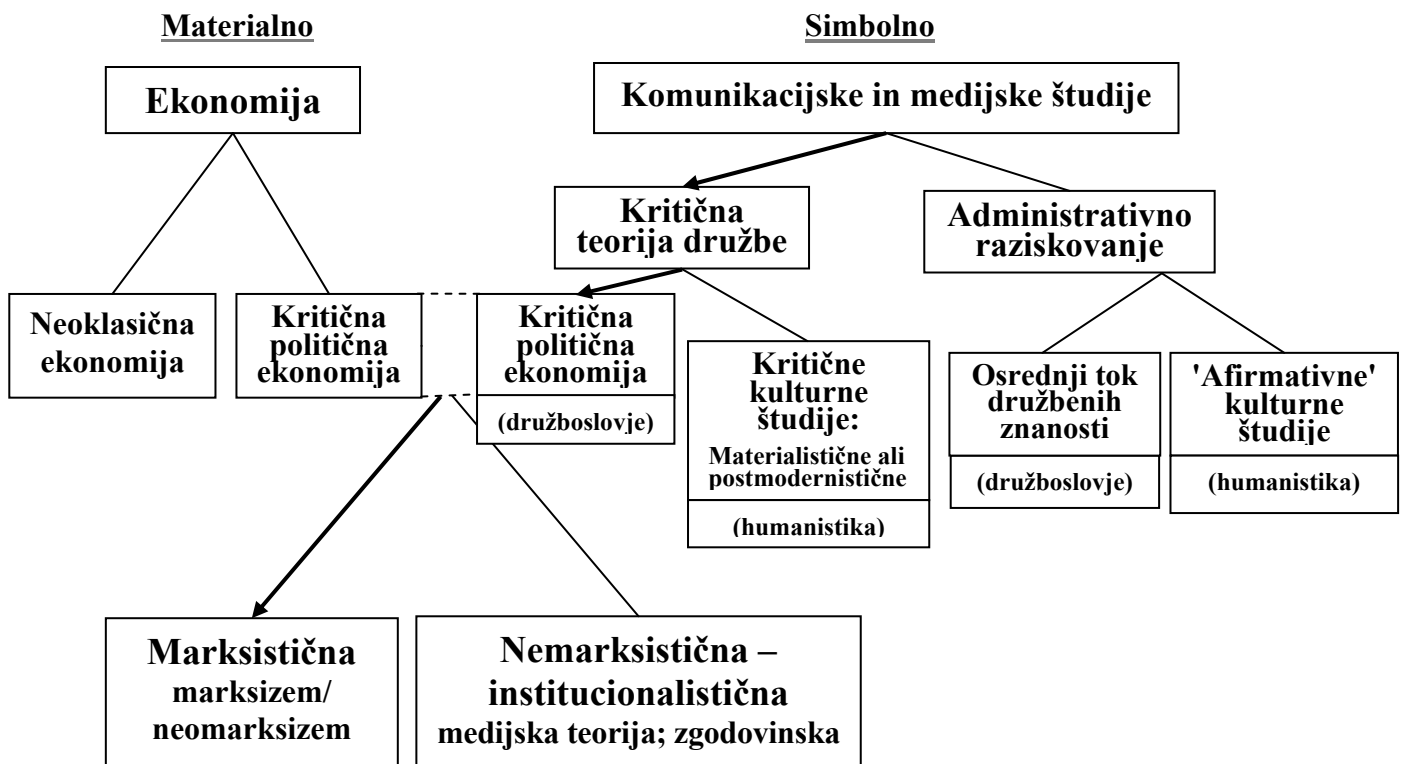 Materialno
Simbolno
Ekonomija
Komunikacijske in medijske študije
Kritična
teorija družbe
Administrativno
raziskovanje
Neoklasična
ekonomija
Kritična
politična
ekonomija
Kritična
politična
ekonomija
(družboslovje)
Kritične
kulturne
študije:
Materialistične ali
postmodernistične
(humanistika)
Osrednji tok
družbenih
znanosti
(družboslovje)
'Afirmativne'
kulturne
študije
(humanistika)
Marksistična
marksizem/
neomarksizem
Nemarksistična –
institucionalistična
medijska teorija; zgodovinska